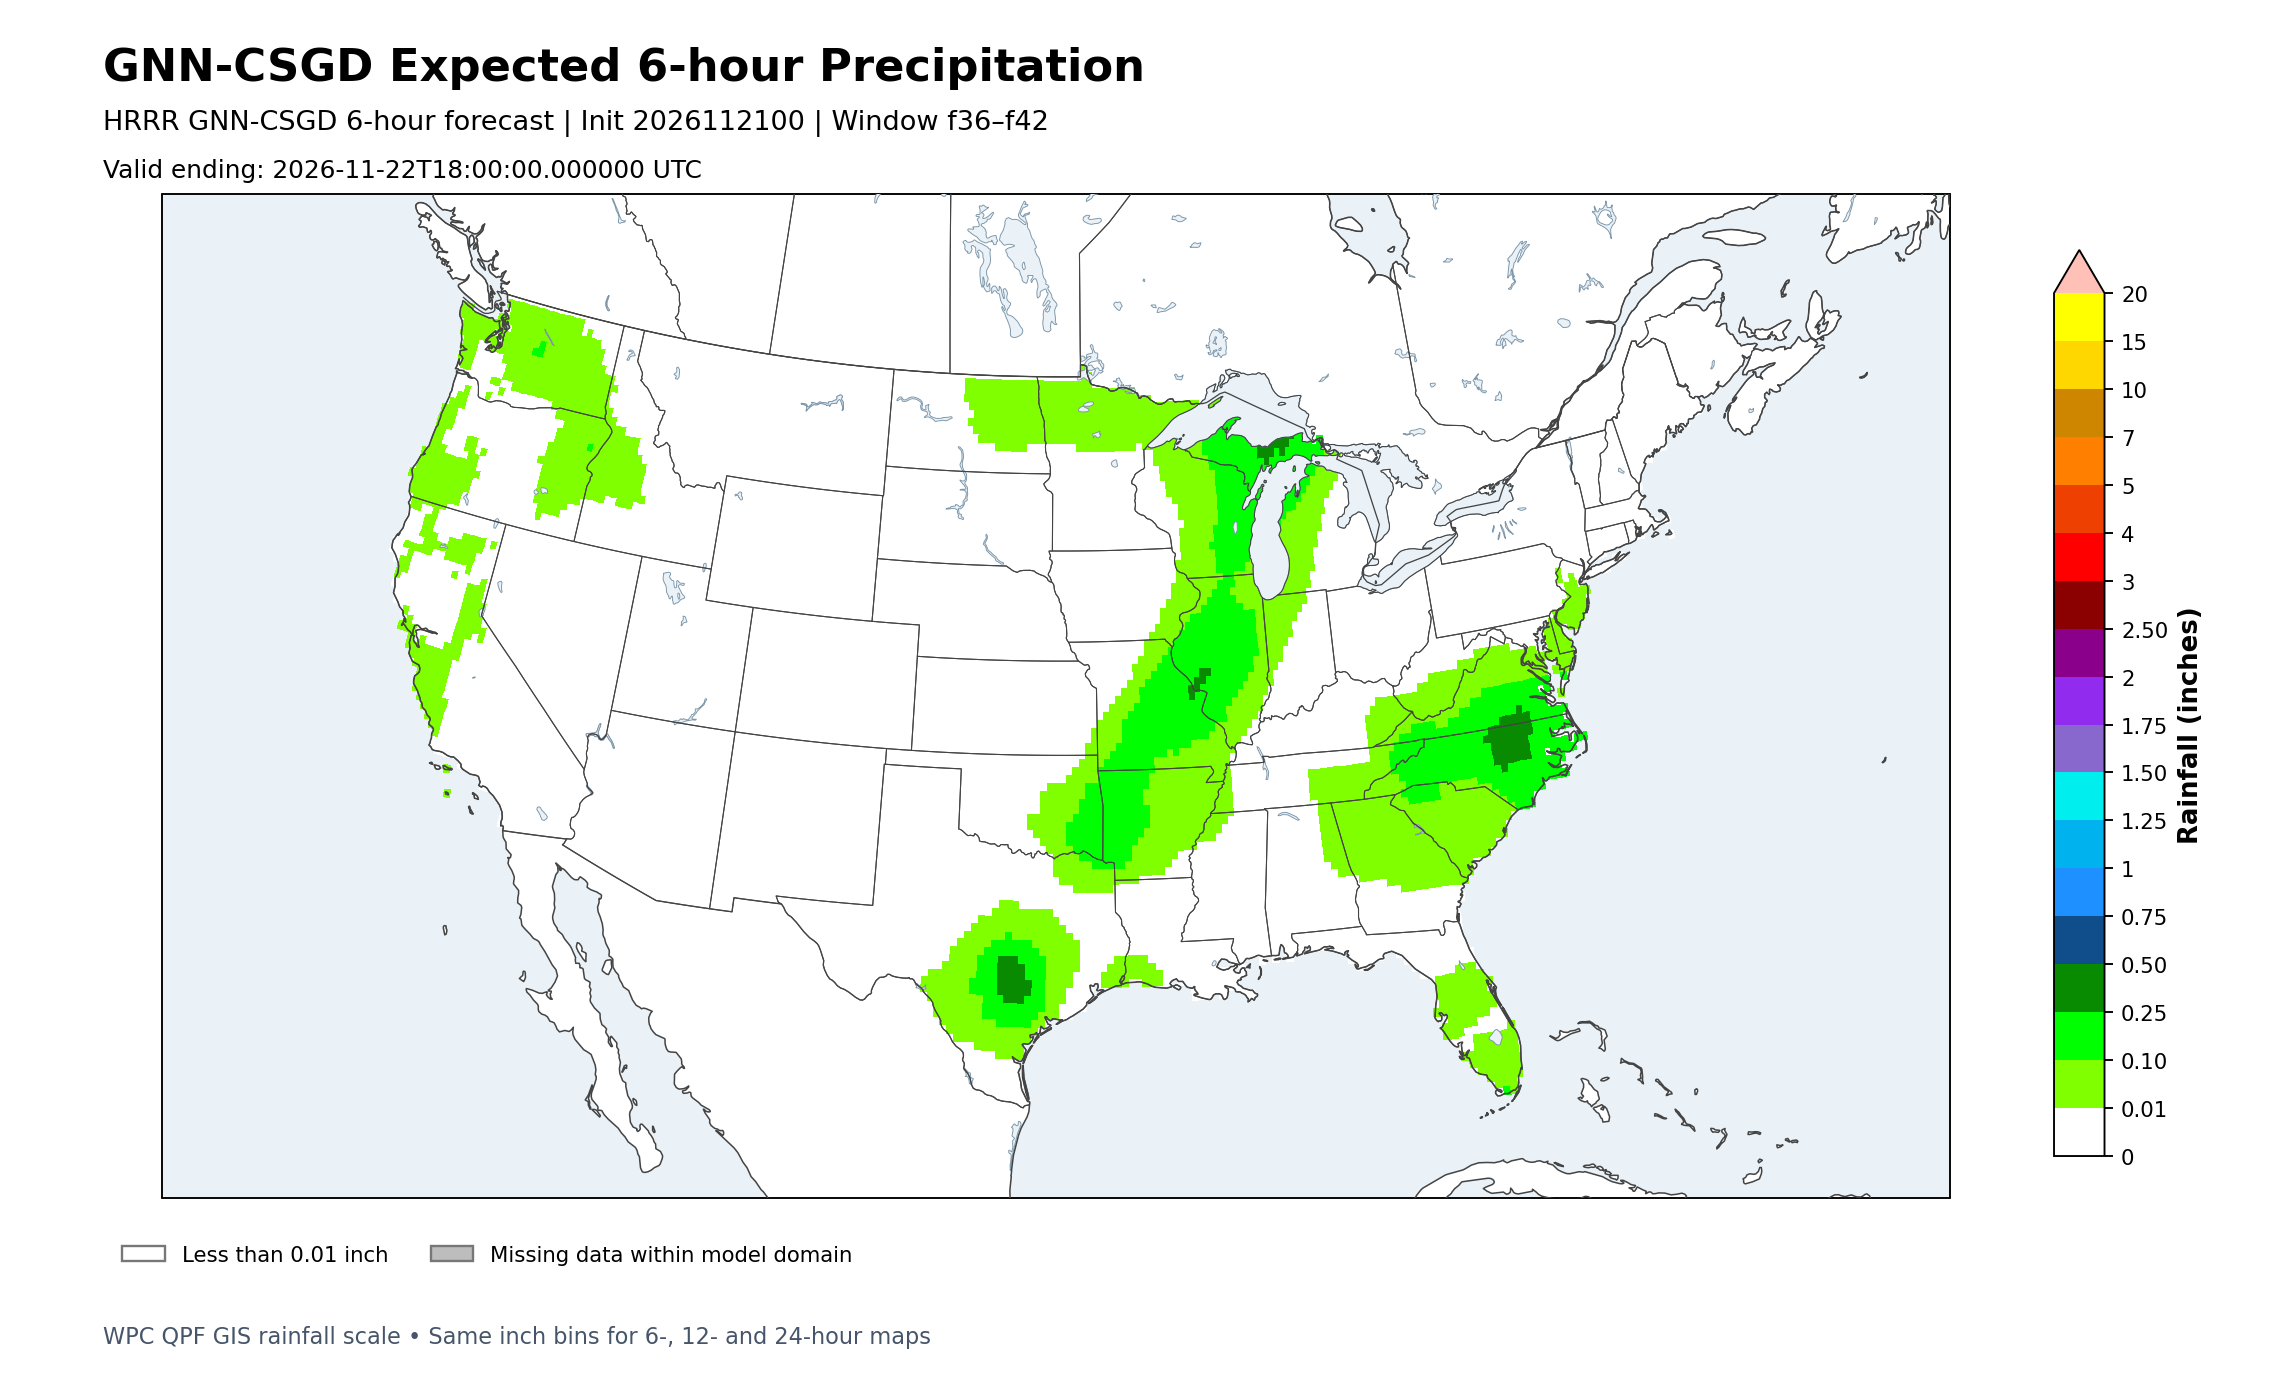 GNN-CSGD Expected 6-hour Precipitation
HRRR GNN-CSGD 6-hour forecast | Init 2026112100 | Window f36–f42
Valid ending: 2026-11-22T18:00:00.000000 UTC
20
15
10
7
5
4
3
2.50
2
1.75
1.50
1.25
1
0.75
0.50
0.25
0.10
0.01
0
Rainfall (inches)
Less than 0.01 inch
Missing data within model domain
WPC QPF GIS rainfall scale • Same inch bins for 6-, 12- and 24-hour maps